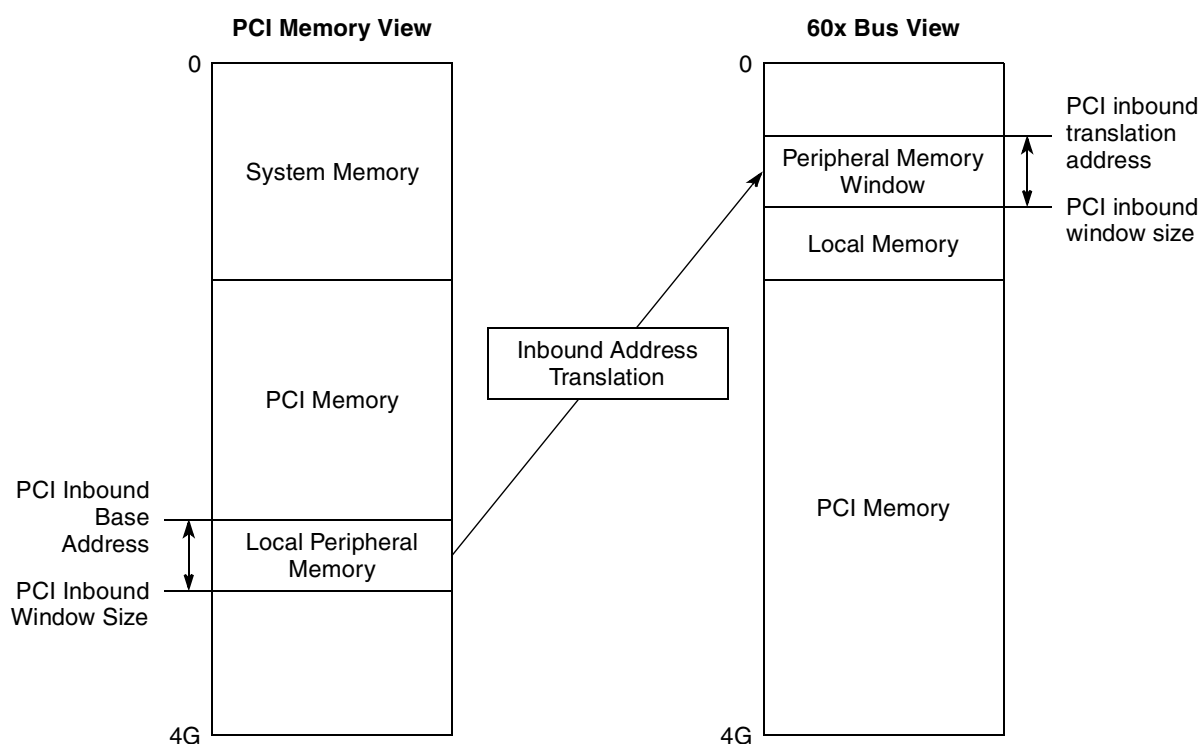 PCI Memory View
0
System Memory
PCI Memory
PCI Inbound
Base
Address
Local Peripheral
Memory
PCI Inbound
Window Size
4G
Inbound Address
Translation
60x Bus View
0
PCI inbound
translation
address
Peripheral Memory
Window
PCI inbound
window size
Local Memory
PCI Memory
4G